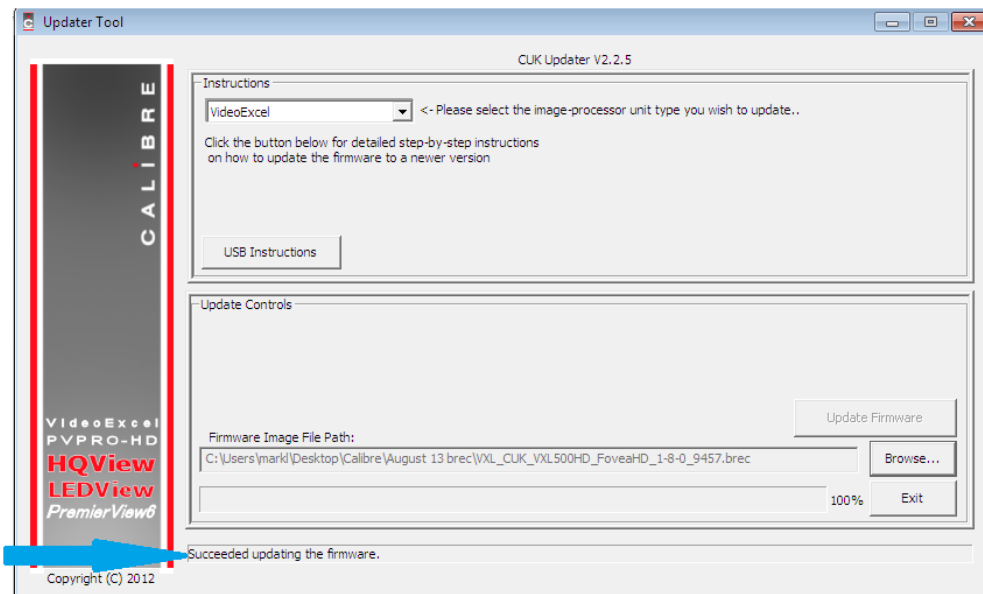 Updater Tool
CUK Updater V2.2.5
CALIBRE
Instructions
VideoExcel
<- Please select the image-processor unit type you wish to update..
Click the button below for detailed step-by-step instructions
on how to update the firmware to a newer version
USB Instructions
Update Controls
Update Firmware
Firmware Image File Path:
C:\Users\markl\Desktop\Calibre\August 13 brec\VXL_CUK_VXL500HD_FoveaHD_1-8-0_9457.brec
Browse...
100%
Exit
VideoExcel
PVPRO-HD
HQView
LEDView
PremierView6
Succeeded updating the firmware.
Copyright (C) 2012